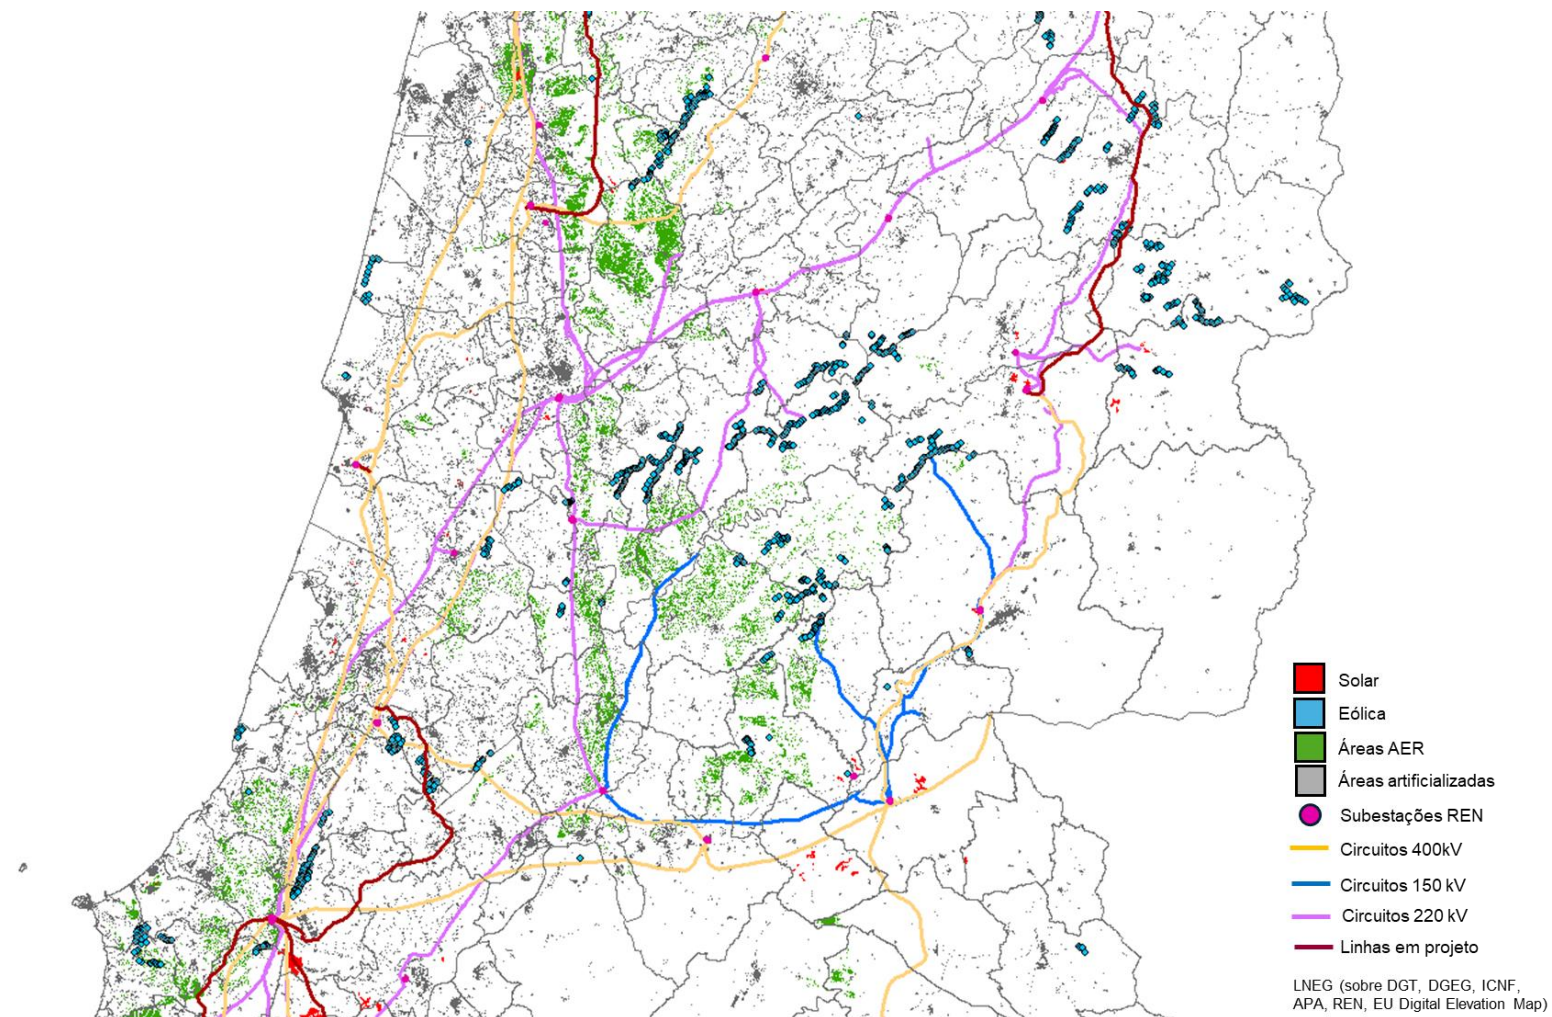 Solar
Eólica
Áreas AER
Áreas artificializadas
Subestações REN
Circuitos 400kV
Circuitos 150 kV
Circuitos 220 kV
Linhas em projeto
LNEG (sobre DGT, DGEG, ICNF,
APA, REN, EU Digital Elevation Map)